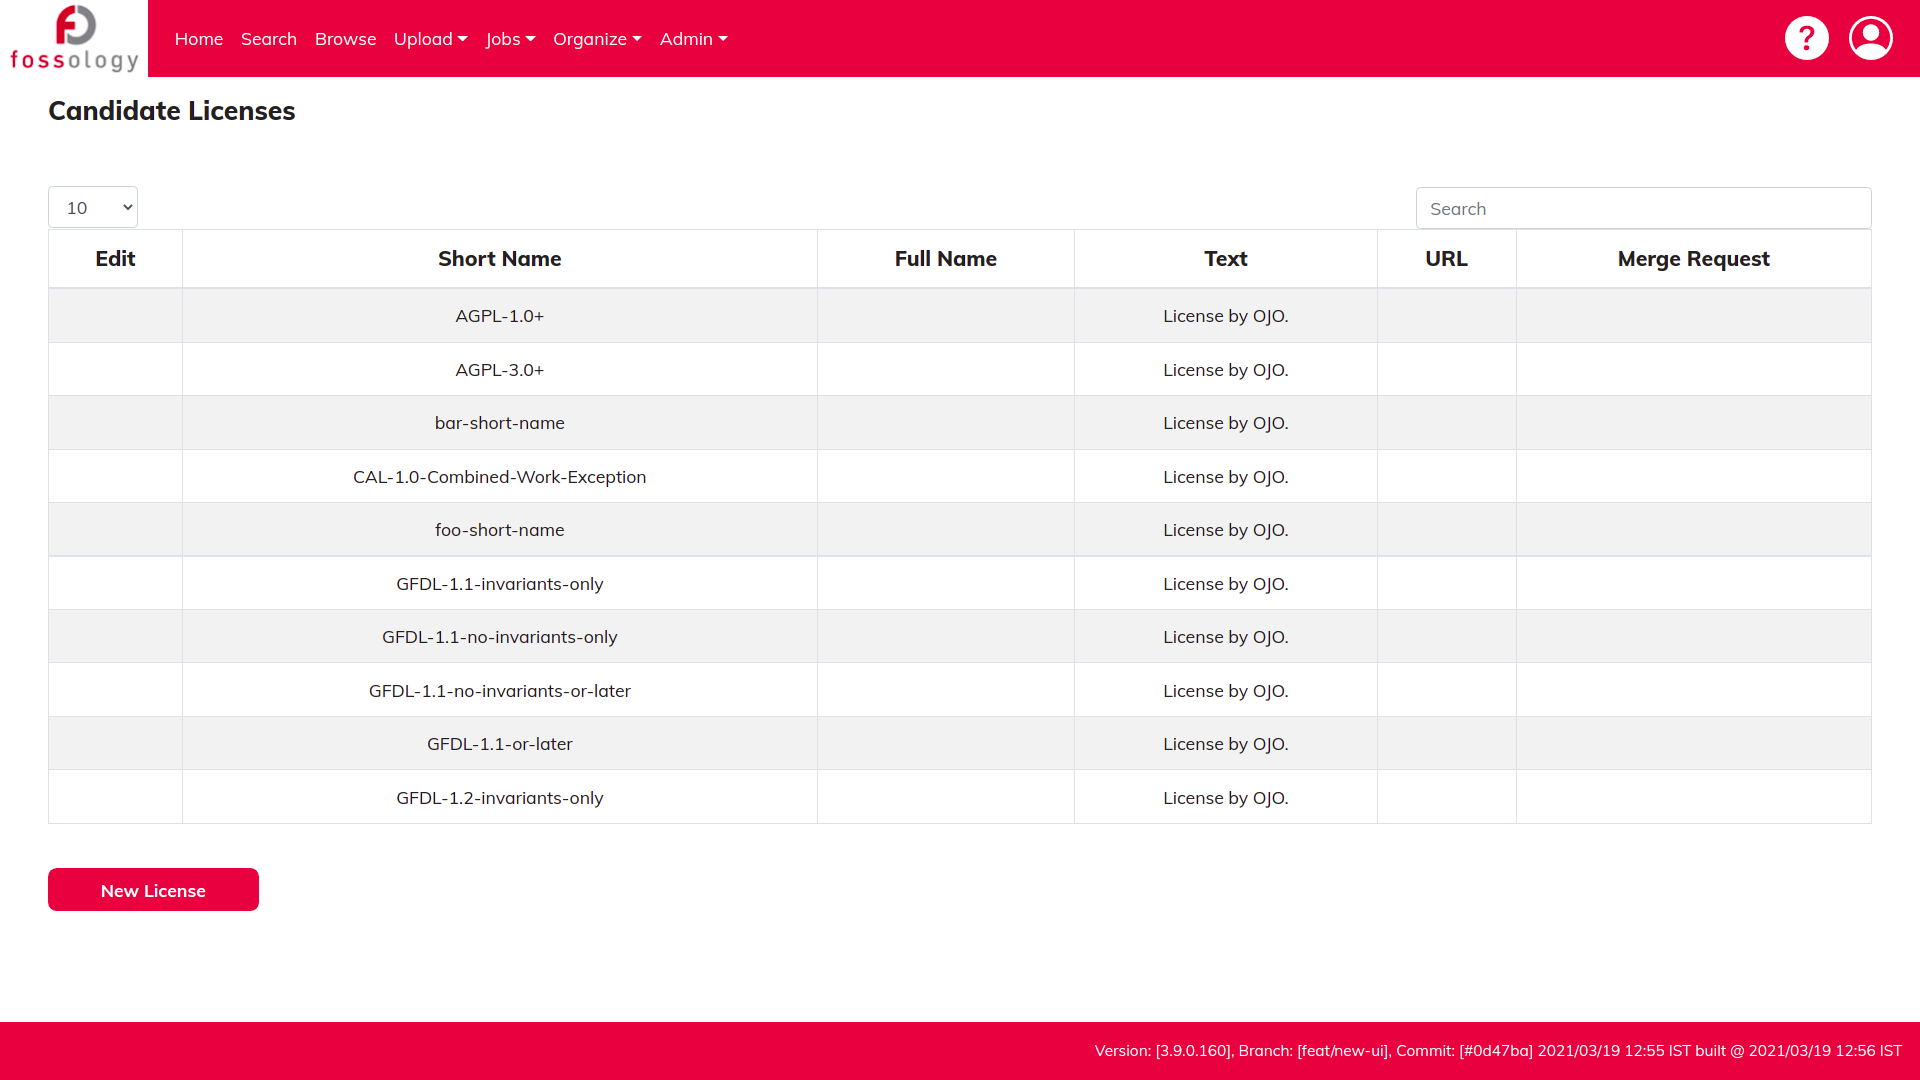 fossology
Home Search Browse Upload Jobs Organize Admin
?
Candidate Licenses
10
Search
Edit Short Name Full Name Text URL Merge Request
AGPL-1.0+ License by OJO.
AGPL-3.0+ License by OJO.
bar-short-name License by OJO.
CAL-1.0-Combined-Work-Exception License by OJO.
foo-short-name License by OJO.
GFDL-1.1-invariants-only License by OJO.
GFDL-1.1-no-invariants-only License by OJO.
GFDL-1.1-no-invariants-or-later License by OJO.
GFDL-1.1-or-later License by OJO.
GFDL-1.2-invariants-only License by OJO.
New License
Version: [3.9.0.160], Branch: [feat/new-ui], Commit: [#0d47ba] 2021/03/19 12:55 IST built @ 2021/03/19 12:56 IST